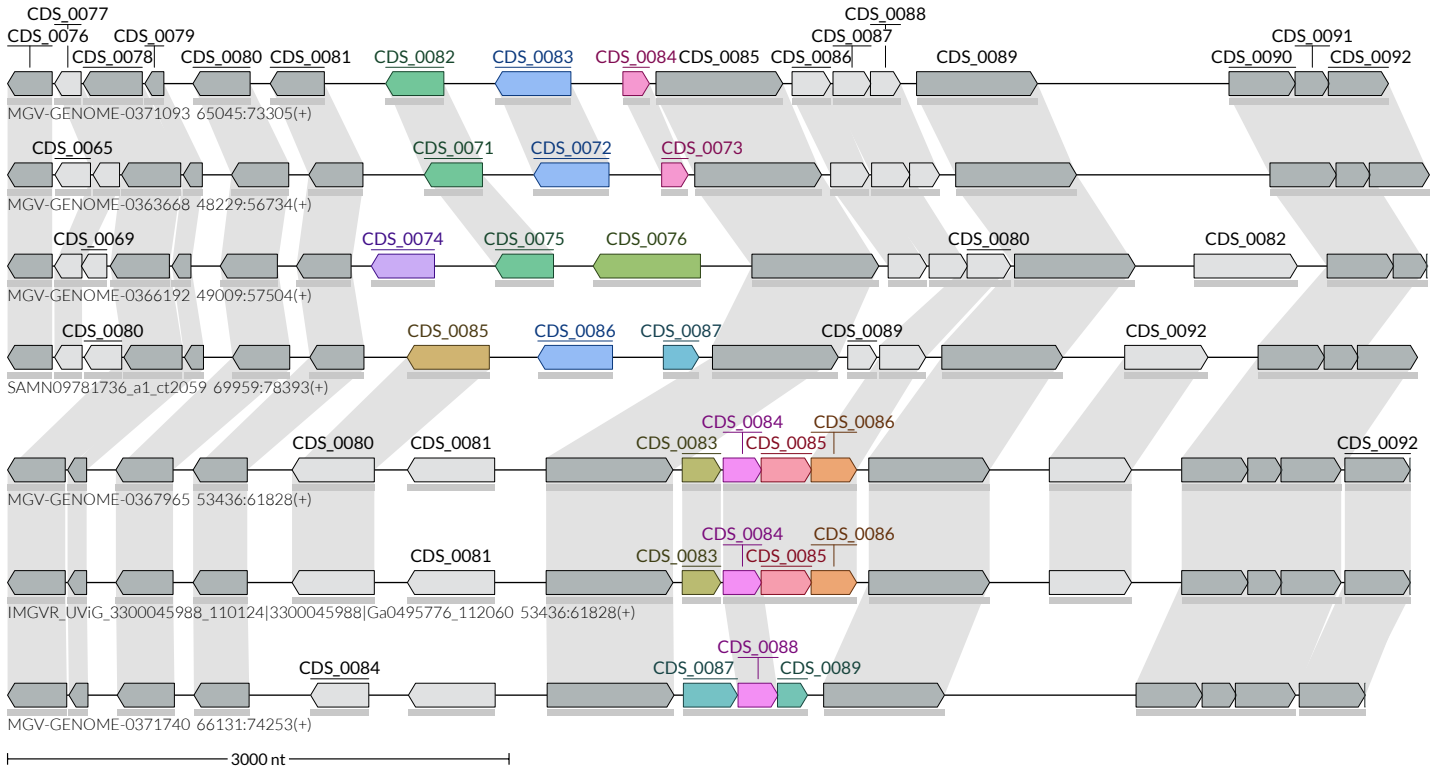 CDS_0077 CDS_0088
CDS_0076 CDS_0079 CDS_0087 CDS_0091
CDS_0078 CDS_0080 CDS_0081 CDS_0082 CDS_0083 CDS_0084 CDS_0085 CDS_0086 CDS_0089 CDS_0090 CDS_0092
MGV-GENOME-0371093 65045:73305(+)
CDS_0065 CDS_0071 CDS_0072 CDS_0073
MGV-GENOME-0363668 48229:56734(+)
CDS_0069 CDS_0074 CDS_0075 CDS_0076 CDS_0080 CDS_0082
MGV-GENOME-0366192 49009:57504(+)
CDS_0080 CDS_0085 CDS_0086 CDS_0087 CDS_0089 CDS_0092
SAMN09781736_a1_ct2059 69959:78393(+)
CDS_0084 CDS_0086
CDS_0080 CDS_0081 CDS_0083 CDS_0085 CDS_0092
MGV-GENOME-0367965 53436:61828(+)
CDS_0084 CDS_0086
CDS_0081 CDS_0083 CDS_0085
IMGVR_UViG_3300045988_110124|3300045988|Ga0495776_112060 53436:61828(+)
CDS_0088
CDS_0084 CDS_0087 CDS_0089
MGV-GENOME-0371740 66131:74253(+)
3000 nt